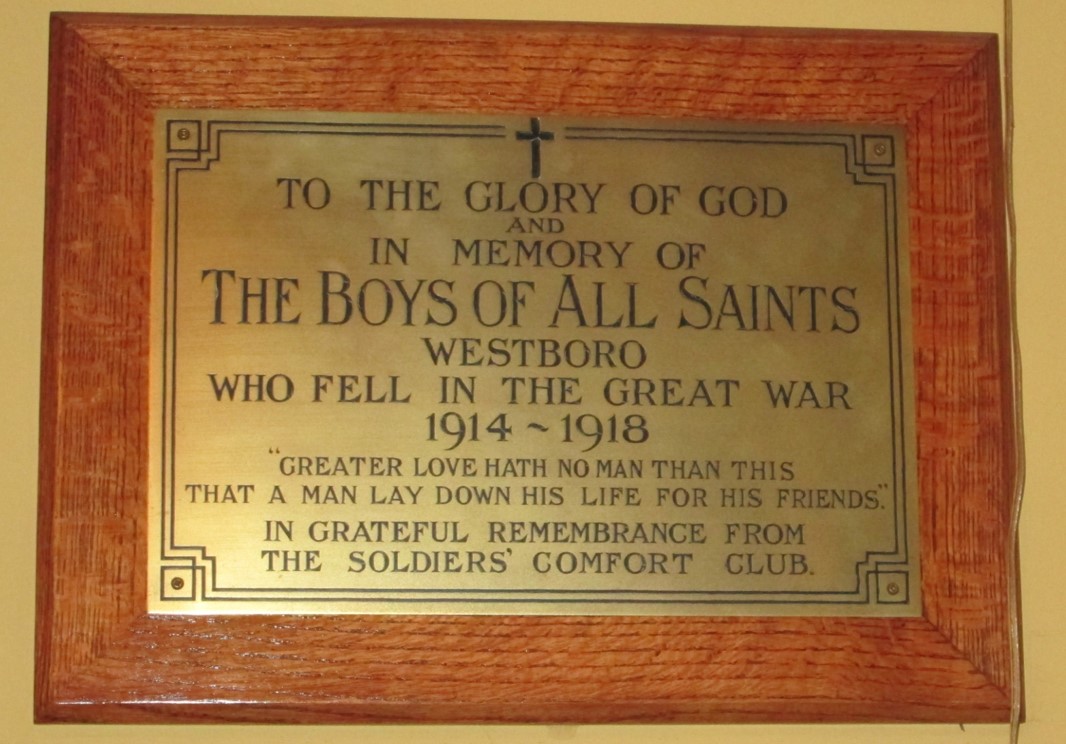 TO THE GLORY OF GOD
AND
IN MEMORY OF
THE BOYS OF ALL SAINTS
WESTBORO
WHO FELL IN THE GREAT WAR
1914 ~ 1918
"GREATER LOVE HATH NO MAN THAN THIS
THAT A MAN LAY DOWN HIS LIFE FOR HIS FRIENDS."
IN GRATEFUL REMEMBRANCE FROM
THE SOLDIERS' COMFORT CLUB.